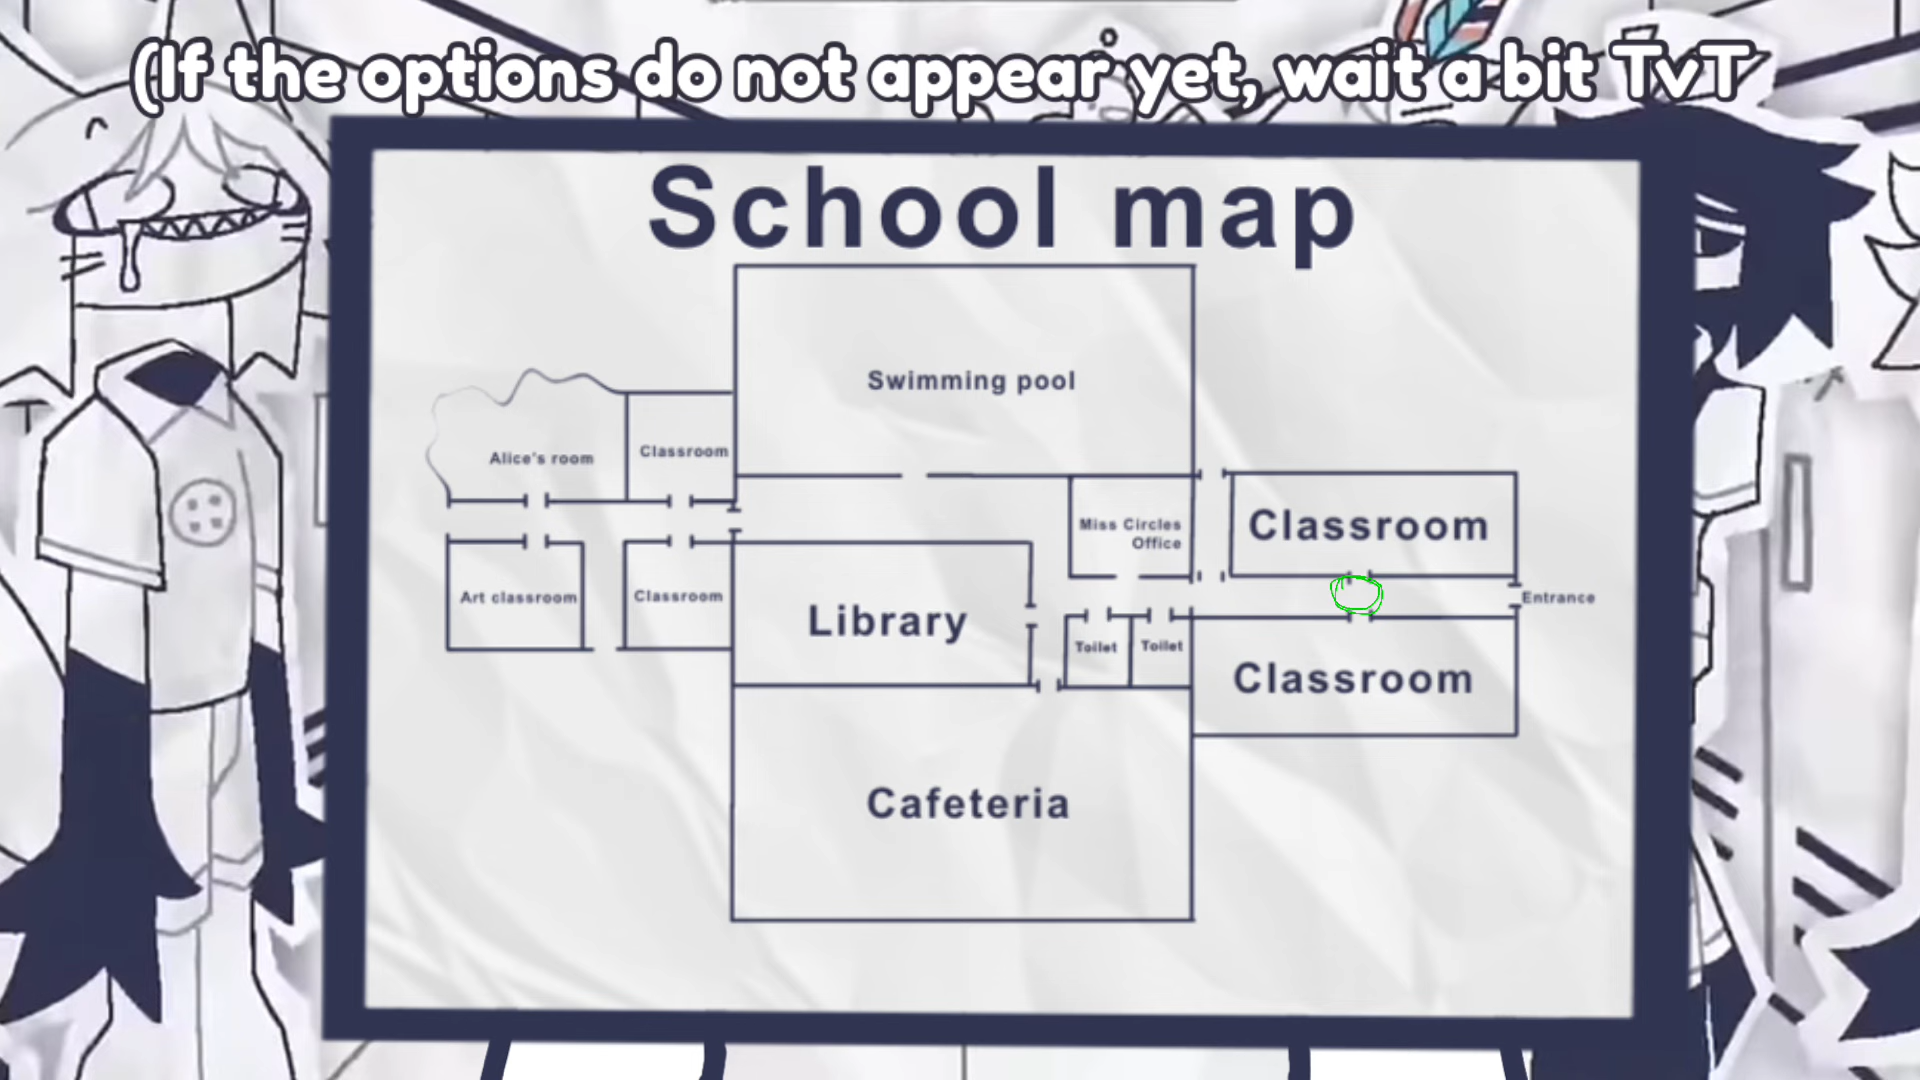 (If the options do not appear yet, wait a bit TvT
School map
Swimming pool
Alice's room
Classroom
Miss Circles
Office
Classroom
Art classroom
Classroom
Library
Toilet
Toilet
Entrance
Classroom
Cafeteria